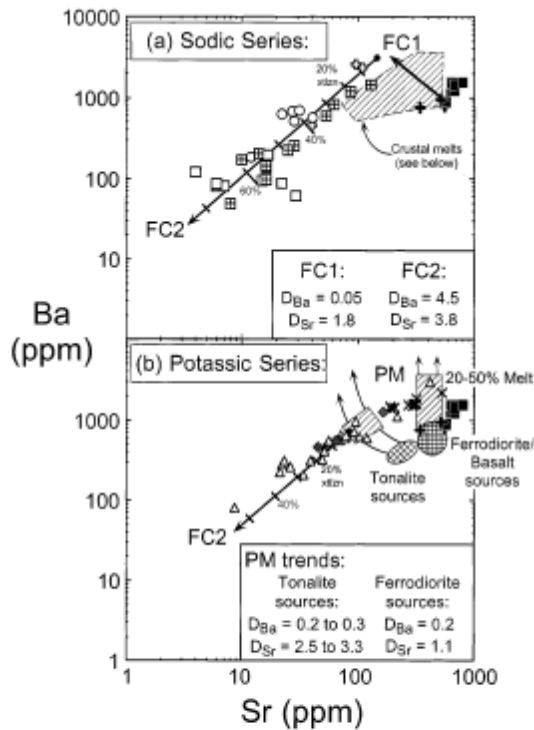 10000
(a) Sodic Series:
FC1
20%
xtlzn
1000
40%
Crustal melts
(see below)
100
60%
FC2
10
FC1:
FC2:
D_Ba = 0.05
D_Ba = 4.5
D_Sr = 1.8
D_Sr = 3.8
Ba
(ppm)
(b) Potassic Series:
PM
20-50% Melt
1000
Ferrodiorite/
Basalt
sources
20%
xtlzn
Tonalite
sources
100
40%
FC2
10
PM trends:
Tonalite
sources:
Ferrodiorite
sources:
D_Ba = 0.2 to 0.3
D_Ba = 0.2
D_Sr = 2.5 to 3.3
D_Sr = 1.1
1
1
10
100
1000
Sr (ppm)